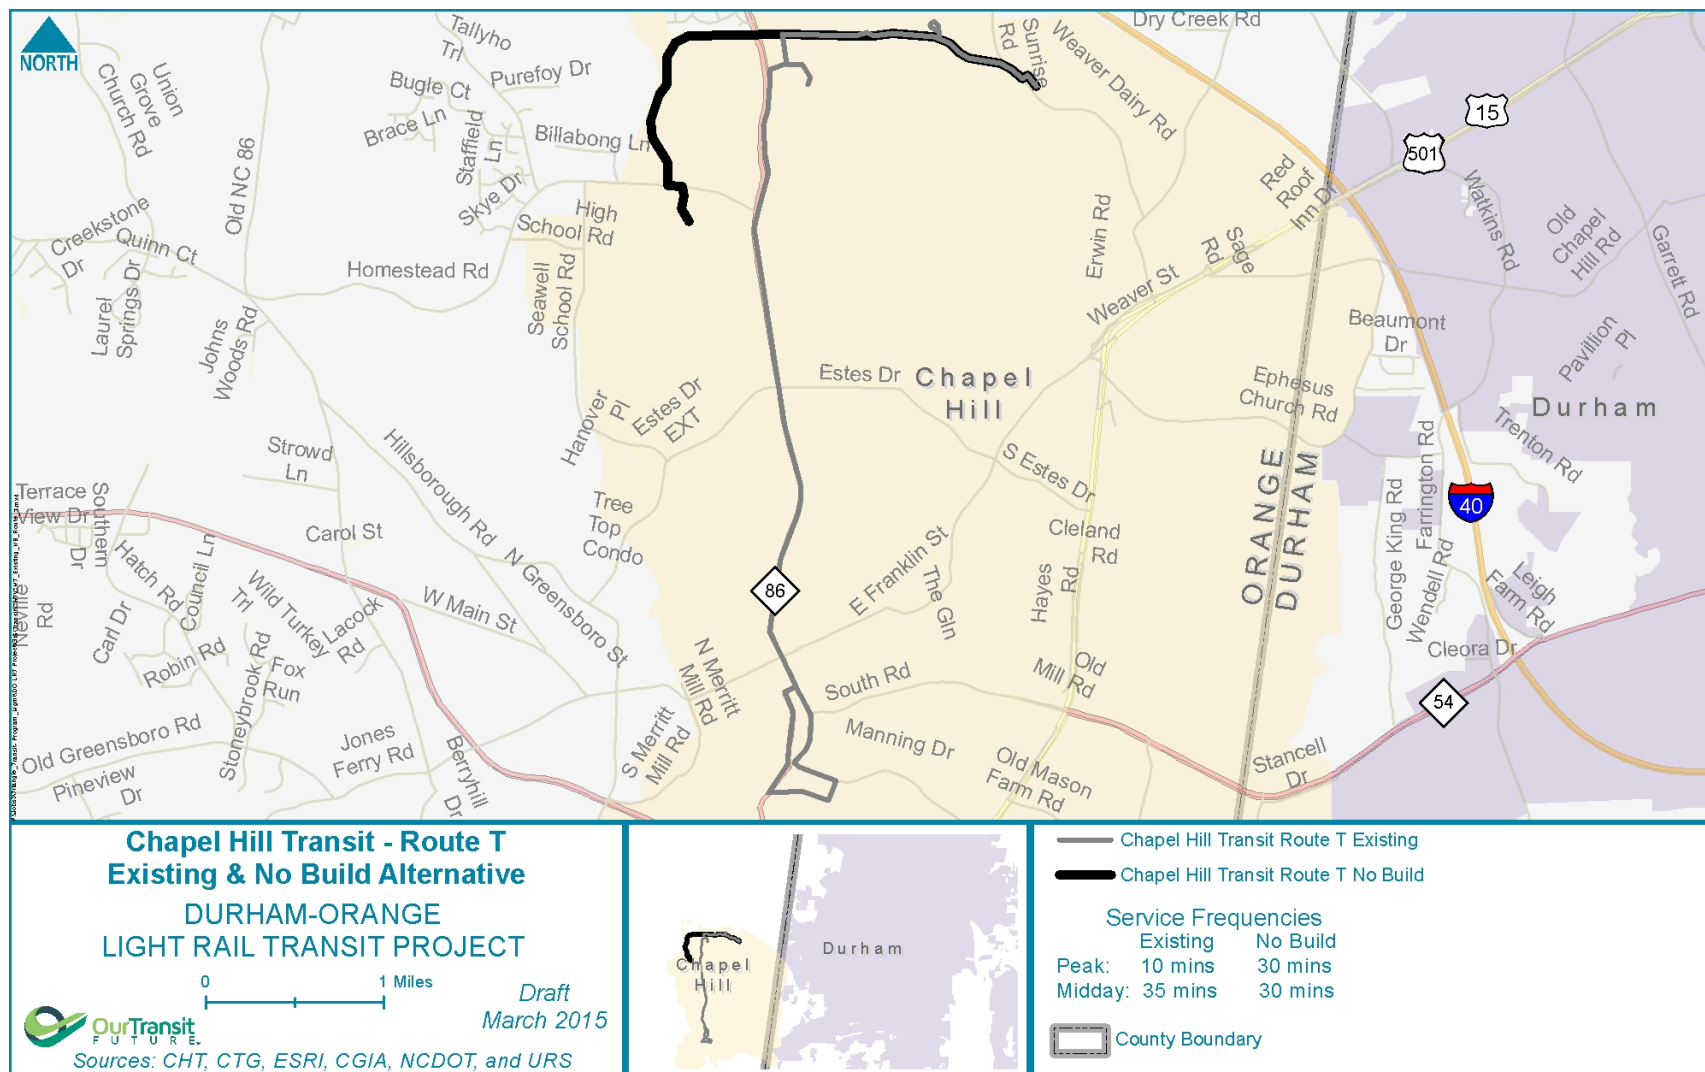 NORTH
Tallyho
Trl
Dry Creek Rd
Sunrise
Rd
Weaver Dairy Rd
Union
Grove
Church Rd
Bugle Ct
Purefoy Dr
Brace Ln
Staffield
Ln
Billabong Ln
15
501
Old NC 86
Skye Dr
High
School Rd
Red
Roof
Inn Dr
Watkins Rd
Old
Chapel
Hill Rd
Garrett Rd
Creekstone
Dr
Quinn Ct
Homestead Rd
Seawell
School Rd
Erwin Rd
Sage
Rd
Weaver St
Laurel
Springs Dr
Johns
Woods Rd
Beaumont
Dr
Pavillion
Pl
Estes Dr
Chapel
Hill
Ephesus
Church Rd
Durham
Hanover
Pl
Estes Dr
EXT
Strowd
Ln
Hillsborough Rd
S Estes Dr
ORANGE
DURHAM
Farrington Rd
Trenton Rd
George King Rd
40
Terrace
View Dr
Southern
Dr
Carol St
Tree
Top
Condo
Cleland
Rd
Hatch Rd
Council Ln
N Greensboro St
86
E Franklin St
The Gln
Hayes
Rd
Wendell Rd
Leigh
Farm Rd
Neville
Rd
Carl Dr
Wild Turkey
Trl
Lacock
Rd
W Main St
Robin Rd
Fox
Run
Stoneybrook Rd
N Merritt
Mill Rd
South Rd
Old
Mill Rd
Cleora Dr
54
Old Greensboro Rd
Pineview
Dr
Jones
Ferry Rd
Berryhill
Dr
S Merritt
Mill Rd
Manning Dr
Old Mason
Farm Rd
Stancell
Dr
Chapel Hill Transit - Route T
Existing & No Build Alternative
DURHAM-ORANGE
LIGHT RAIL TRANSIT PROJECT
0 1 Miles
Draft
March 2015
OurTransit
FUTURE
Sources: CHT, CTG, ESRI, CGIA, NCDOT, and URS
Chapel
Hill
Durham
Chapel Hill Transit Route T Existing
Chapel Hill Transit Route T No Build
Service Frequencies
Existing No Build
Peak: 10 mins 30 mins
Midday: 35 mins 30 mins
County Boundary